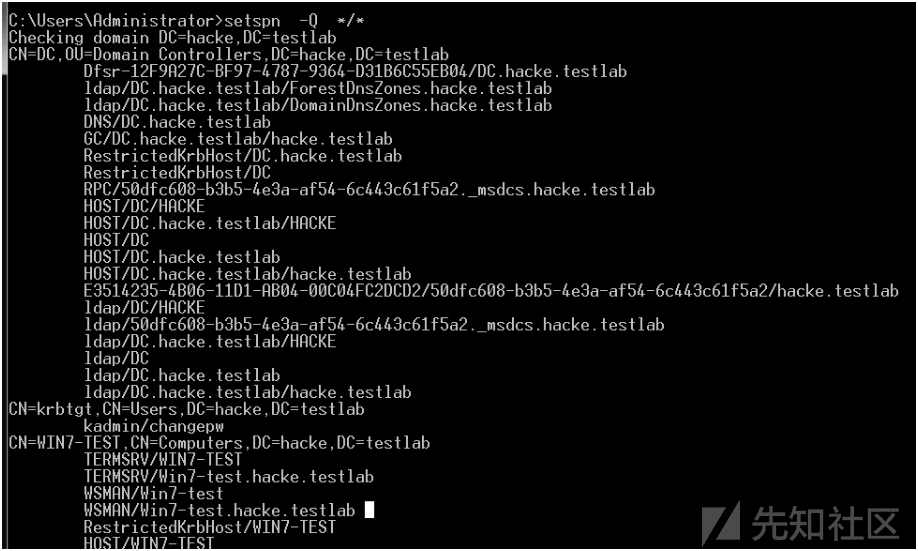 C:\Users\Administrator>setspn  -Q  */*
Checking domain DC=hacke,DC=testlab
CN=DC,OU=Domain Controllers,DC=hacke,DC=testlab
        Dfsr-12F9A27C-BF97-4787-9364-D31B6C55EB04/DC.hacke.testlab
        ldap/DC.hacke.testlab/ForestDnsZones.hacke.testlab
        ldap/DC.hacke.testlab/DomainDnsZones.hacke.testlab
        DNS/DC.hacke.testlab
        GC/DC.hacke.testlab/hacke.testlab
        RestrictedKrbHost/DC.hacke.testlab
        RestrictedKrbHost/DC
        RPC/50dfc608-b3b5-4e3a-af54-6c443c61f5a2._msdcs.hacke.testlab
        HOST/DC/HACKE
        HOST/DC.hacke.testlab/HACKE
        HOST/DC
        HOST/DC.hacke.testlab
        HOST/DC.hacke.testlab/hacke.testlab
        E3514235-4B06-11D1-AB04-00C04FC2DCD2/50dfc608-b3b5-4e3a-af54-6c443c61f5a2/hacke.testlab
        ldap/DC/HACKE
        ldap/50dfc608-b3b5-4e3a-af54-6c443c61f5a2._msdcs.hacke.testlab
        ldap/DC.hacke.testlab/HACKE
        ldap/DC
        ldap/DC.hacke.testlab
        ldap/DC.hacke.testlab/hacke.testlab
CN=krbtgt,CN=Users,DC=hacke,DC=testlab
        kadmin/changepw
CN=WIN7-TEST,CN=Computers,DC=hacke,DC=testlab
        TERMSRV/WIN7-TEST
        TERMSRV/Win7-test.hacke.testlab
        WSMAN/Win7-test
        WSMAN/Win7-test.hacke.testlab
        RestrictedKrbHost/WIN7-TEST
        HOST/WIN7-TEST
先知社区